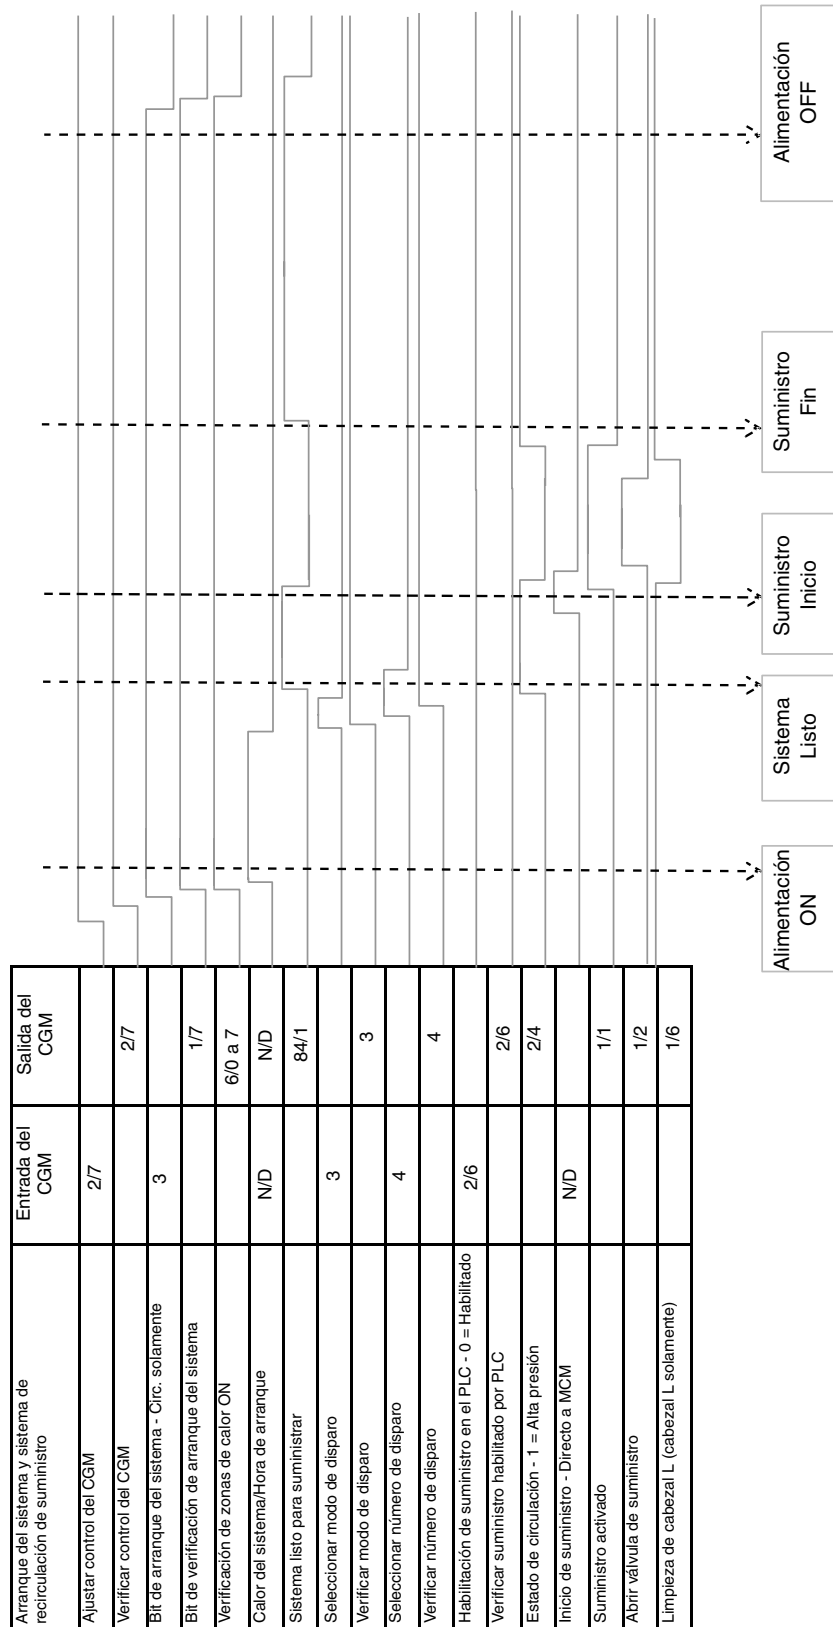 Arranque del sistema y sistema de
recirculación de suministro
Entrada del
CGM
Salida del
CGM
Ajustar control del CGM
2/7
Verificar control del CGM
2/7
Bit de arranque del sistema - Circ. solamente
3
Bit de verificación de arranque del sistema
1/7
Verificación de zonas de calor ON
6/0 a 7
Calor del sistema/Hora de arranque
N/D
N/D
Sistema listo para suministrar
84/1
Seleccionar modo de disparo
3
Verificar modo de disparo
3
Seleccionar número de disparo
4
Verificar número de disparo
4
Habilitación de suministro en el PLC - 0 = Habilitado
2/6
Verificar suministro habilitado por PLC
2/6
Estado de circulación - 1 = Alta presión
2/4
Inicio de suministro - Directo a MCM
N/D
Suministro activado
1/1
Abrir válvula de suministro
1/2
Limpieza de cabezal L (cabezal L solamente)
1/6
Alimentación
ON
Sistema
Listo
Suministro
Inicio
Suministro
Fin
Alimentación
OFF